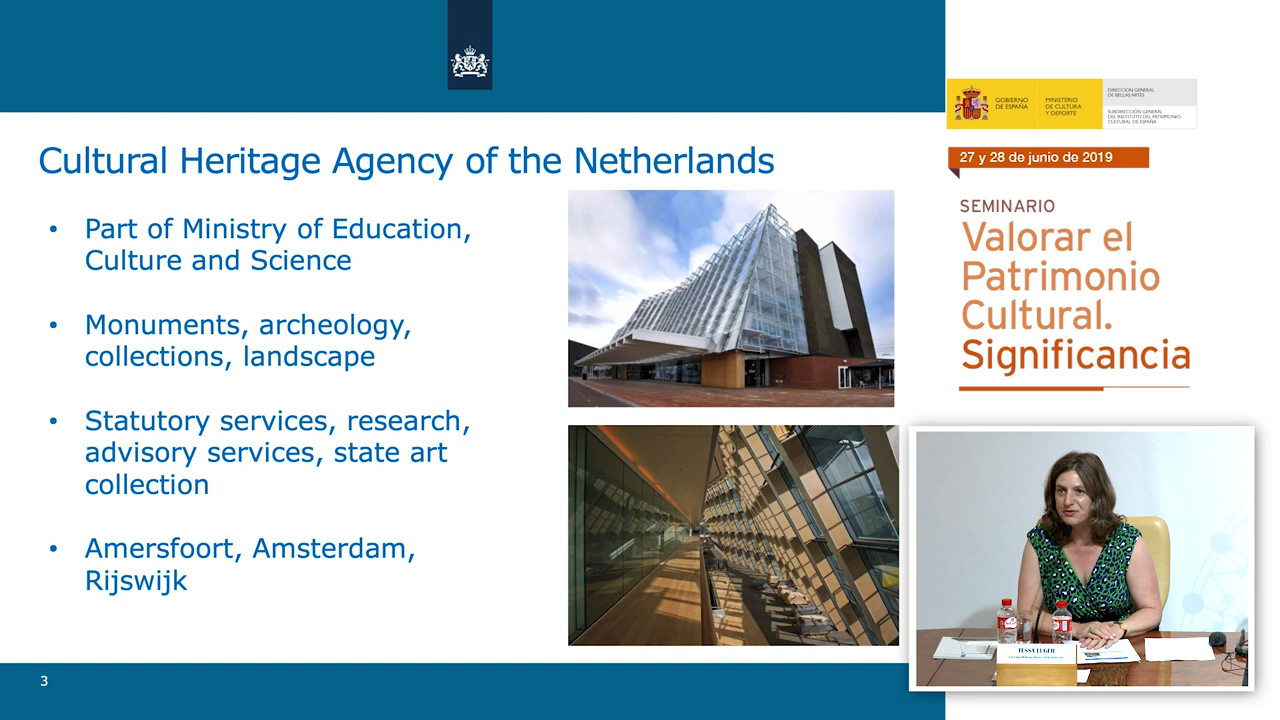 Cultural Heritage Agency of the Netherlands
• Part of Ministry of Education,
Culture and Science
• Monuments, archeology,
collections, landscape
• Statutory services, research,
advisory services, state art
collection
• Amersfoort, Amsterdam,
Rijswijk
3
GOBIERNO
DE ESPAÑA
MINISTERIO
DE CULTURA
Y DEPORTE
DIRECCIÓN GENERAL
DE BELLAS ARTES
SUBDIRECCIÓN GENERAL
DEL INSTITUTO DEL PATRIMONIO
CULTURAL DE ESPAÑA
27 y 28 de junio de 2019
SEMINARIO
Valorar el
Patrimonio
Cultural.
Significancia
TESSA LUGER